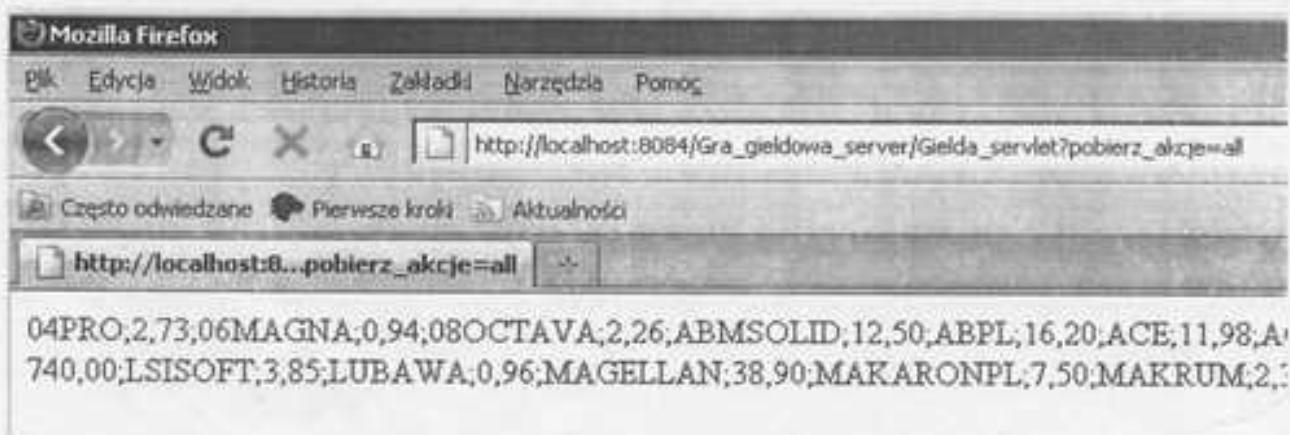 Mozilla Firefox
Plik Edycja Widok Historia Zakładki Narzędzia Pomoc
http://localhost:8084/Gra_gieldowa_server/Gielda_servlet?pobierz_akcje=all
Często odwiedzane Pierwsze kroki Aktualności
http://localhost:8...pobierz_akcje=all
04PRO,2,73,06MAGNA;0,94;08OCTAVA;2,26;ABMSOLID;12,50;ABPL;16,20;ACE;11,98;A
740,00;LSISOFT;3,85;LUBAWA;0,96;MAGELLAN;38,90;MAKARONPL;7,50;MAKRUM;2,